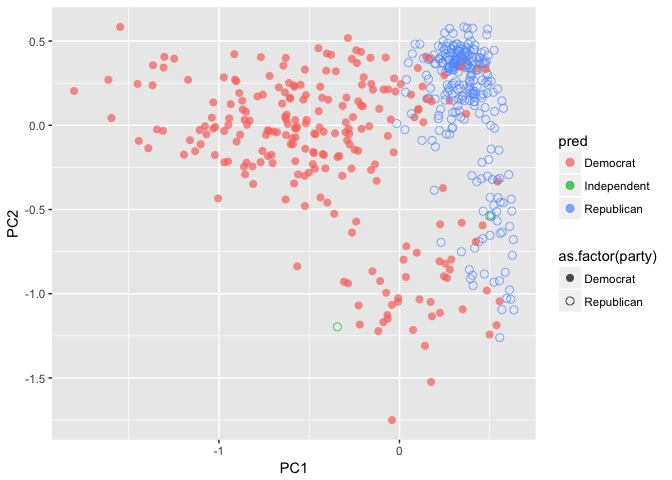 0.5
0.0
-0.5
-1.0
-1.5
PC2
-1
0
PC1
pred
Democrat
Independent
Republican
as.factor(party)
Democrat
Republican